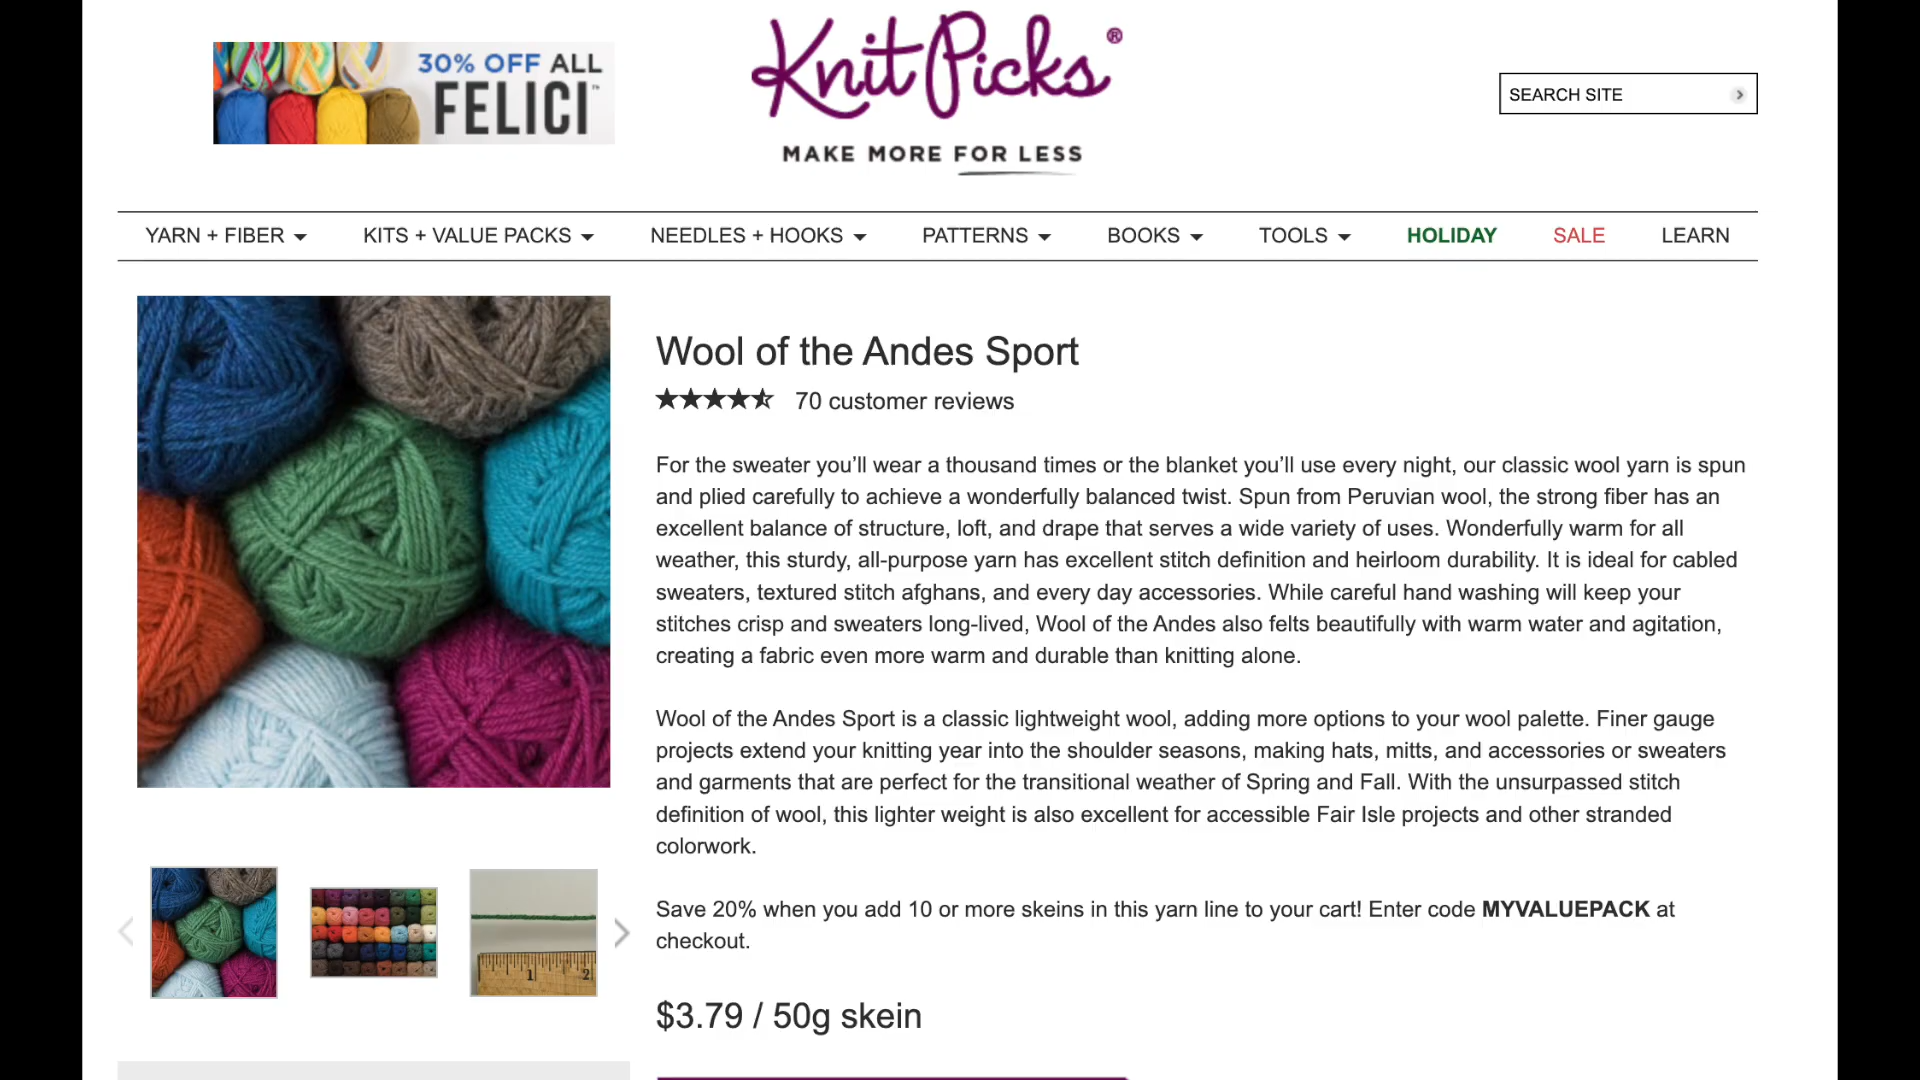 30% OFF ALL
FELICI™
Knit Picks®
MAKE MORE FOR LESS
SEARCH SITE
YARN + FIBER KITS + VALUE PACKS NEEDLES + HOOKS PATTERNS BOOKS TOOLS HOLIDAY SALE LEARN
Wool of the Andes Sport
70 customer reviews
For the sweater you’ll wear a thousand times or the blanket you’ll use every night, our classic wool yarn is spun
and plied carefully to achieve a wonderfully balanced twist. Spun from Peruvian wool, the strong fiber has an
excellent balance of structure, loft, and drape that serves a wide variety of uses. Wonderfully warm for all
weather, this sturdy, all-purpose yarn has excellent stitch definition and heirloom durability. It is ideal for cabled
sweaters, textured stitch afghans, and every day accessories. While careful hand washing will keep your
stitches crisp and sweaters long-lived, Wool of the Andes also felts beautifully with warm water and agitation,
creating a fabric even more warm and durable than knitting alone.
Wool of the Andes Sport is a classic lightweight wool, adding more options to your wool palette. Finer gauge
projects extend your knitting year into the shoulder seasons, making hats, mitts, and accessories or sweaters
and garments that are perfect for the transitional weather of Spring and Fall. With the unsurpassed stitch
definition of wool, this lighter weight is also excellent for accessible Fair Isle projects and other stranded
colorwork.
Save 20% when you add 10 or more skeins in this yarn line to your cart! Enter code MYVALUEPACK at
checkout.
1 2
$3.79 / 50g skein